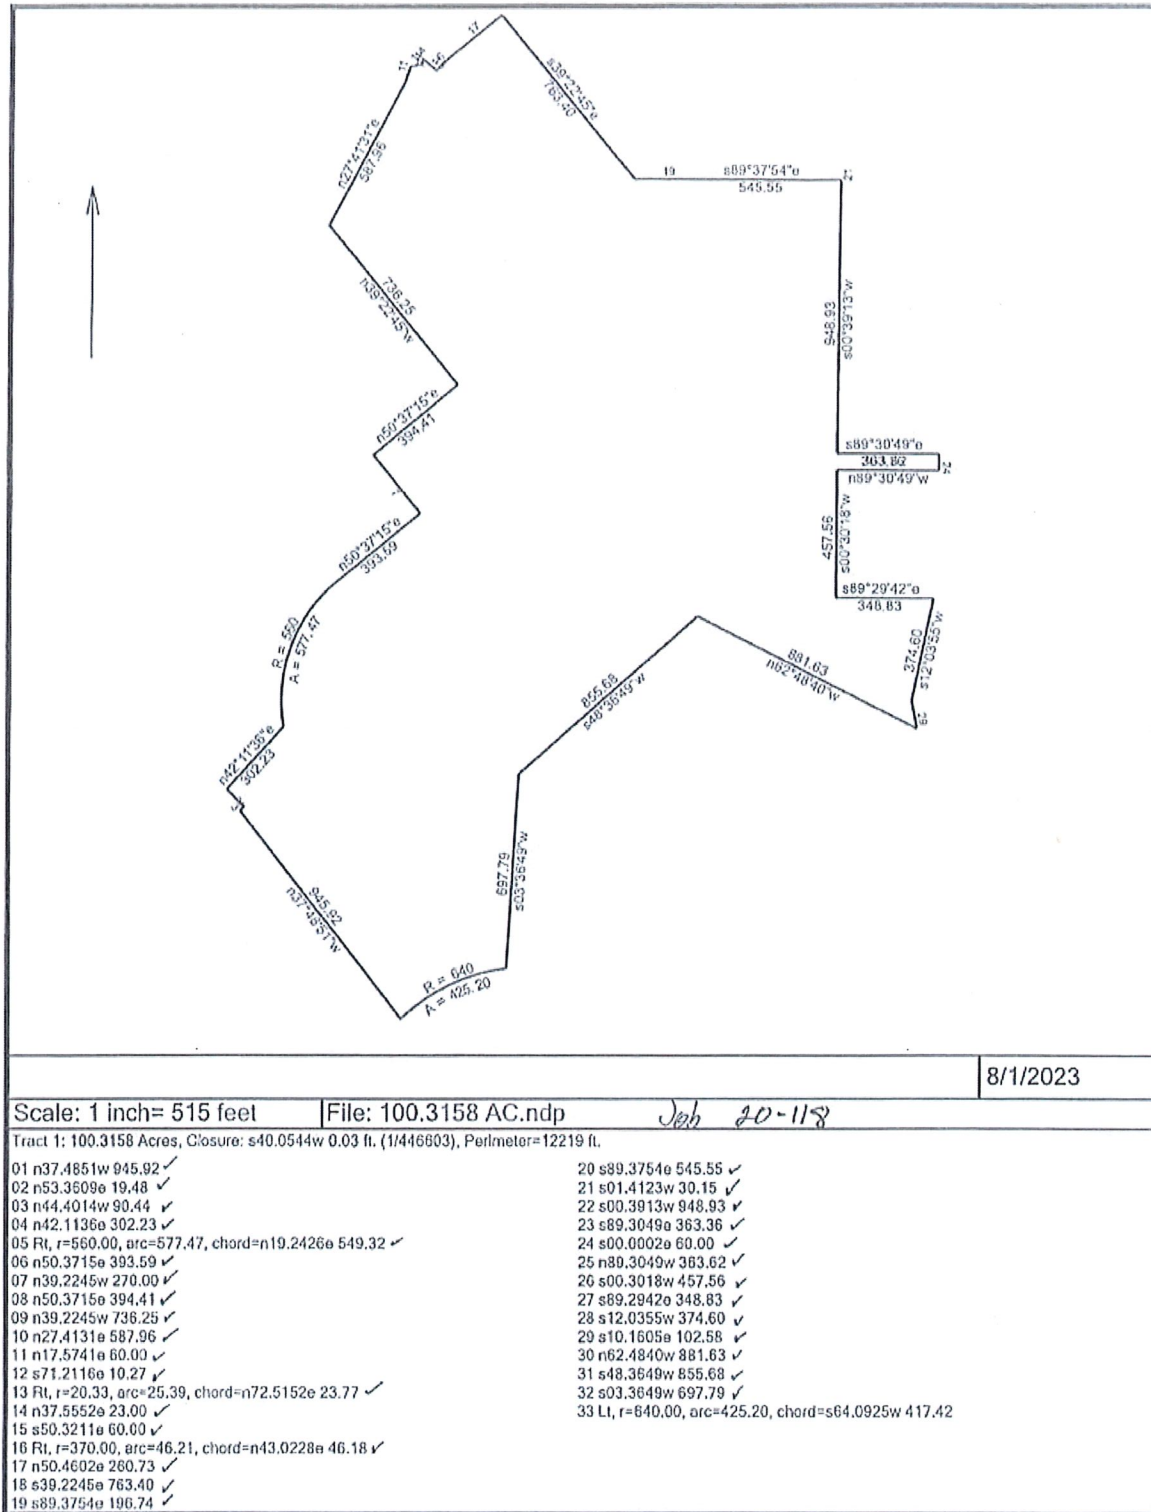 17
14
16
11
s39°22'45"e
763.40
n27°41'31"e
587.96
19
s89°37'54"e
545.55
21
736.25
n39°22'45"w
948.93
s00°39'13"w
n50°37'15"e
394.41
s89°30'49"e
363.62
n89°30'49"w
24
7
n50°37'15"e
393.59
457.56
s00°30'18"w
s89°29'42"e
348.83
R = 560
A = 577.47
374.60
s12°03'55"w
881.63
n62°48'40"w
29
855.68
s48°36'49"w
n42°11'36"e
302.23
3
697.79
s03°36'49"w
945.92
n37°48'51"w
R = 640
A = 425.20
8/1/2023
Scale: 1 inch= 515 feet File: 100.3158 AC.ndp Job 20-118
Tract 1: 100.3158 Acres, Closure: s40.0544w 0.03 ft. (1/446603), Perimeter=12219 ft.
01 n37.4851w 945.92 ✓
02 n53.3609e 19.48 ✓
03 n44.4014w 90.44 ✓
04 n42.1136e 302.23 ✓
05 Rt, r=560.00, arc=577.47, chord=n19.2426e 549.32 ✓
06 n50.3715e 393.59 ✓
07 n39.2245w 270.00 ✓
08 n50.3715e 394.41 ✓
09 n39.2245w 736.25 ✓
10 n27.4131e 587.96 ✓
11 n17.5741e 60.00 ✓
12 s71.2116e 10.27 ✓
13 Rt, r=20.33, arc=25.39, chord=n72.5152e 23.77 ✓
14 n37.5552e 23.00 ✓
15 s50.3211e 60.00 ✓
16 Rt, r=370.00, arc=46.21, chord=n43.0228e 46.18 ✓
17 n50.4602e 260.73 ✓
18 s39.2245e 763.40 ✓
19 s89.3754e 196.74 ✓
20 s89.3754e 545.55 ✓
21 s01.4123w 30.15 ✓
22 s00.3913w 948.93 ✓
23 s89.3049e 363.36 ✓
24 s00.0002e 60.00 ✓
25 n89.3049w 363.62 ✓
26 s00.3018w 457.56 ✓
27 s89.2942e 348.83 ✓
28 s12.0355w 374.60 ✓
29 s10.1605e 102.58 ✓
30 n62.4840w 881.63 ✓
31 s48.3649w 855.68 ✓
32 s03.3649w 697.79 ✓
33 Lt, r=640.00, arc=425.20, chord=s64.0925w 417.42